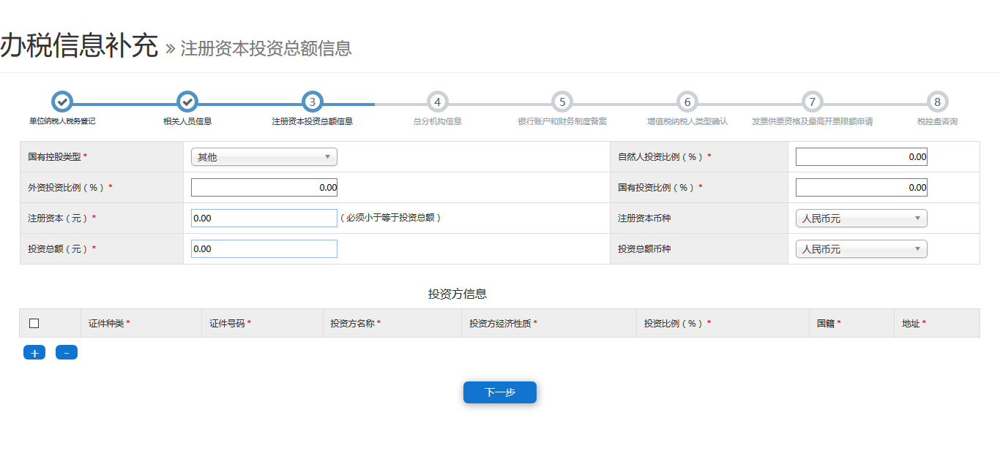 办税信息补充 » 注册资本投资总额信息
3 4 5 6 7 8
单位纳税人税务登记 相关人员信息 注册资本投资总额信息 总分机构信息 银行账户和财务制度备案 增值税纳税人类型确认 发票供票资格及最高开票限额申请 税控盘咨询
国有控股类型 * 其他 自然人投资比例（%） * 0.00
外资投资比例（%） * 0.00 国有投资比例（%） * 0.00
注册资本（元） * 0.00 （必须小于等于投资总额） 注册资本币种 人民币元
投资总额（元） * 0.00 投资总额币种 人民币元
投资方信息
证件种类 * 证件号码 * 投资方名称 * 投资方经济性质 * 投资比例（%） * 国籍 * 地址 *
+ -
下一步